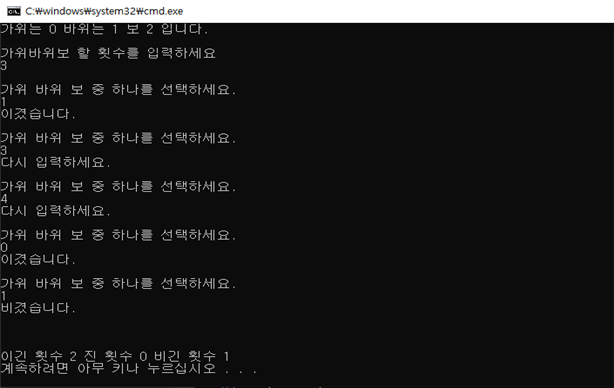 C:₩windows₩system32₩cmd.exe
가위는 0 바위는 1 보 2 입니다.
가위바위보 할 횟수를 입력하세요
3
가위 바위 보 중 하나를 선택하세요.
1
이겼습니다.
가위 바위 보 중 하나를 선택하세요.
3
다시 입력하세요.
가위 바위 보 중 하나를 선택하세요.
4
다시 입력하세요.
가위 바위 보 중 하나를 선택하세요.
0
이겼습니다.
가위 바위 보 중 하나를 선택하세요.
1
비겼습니다.
이긴 횟수 2 진 횟수 0 비긴 횟수 1
계속하려면 아무 키나 누르십시오 . . .